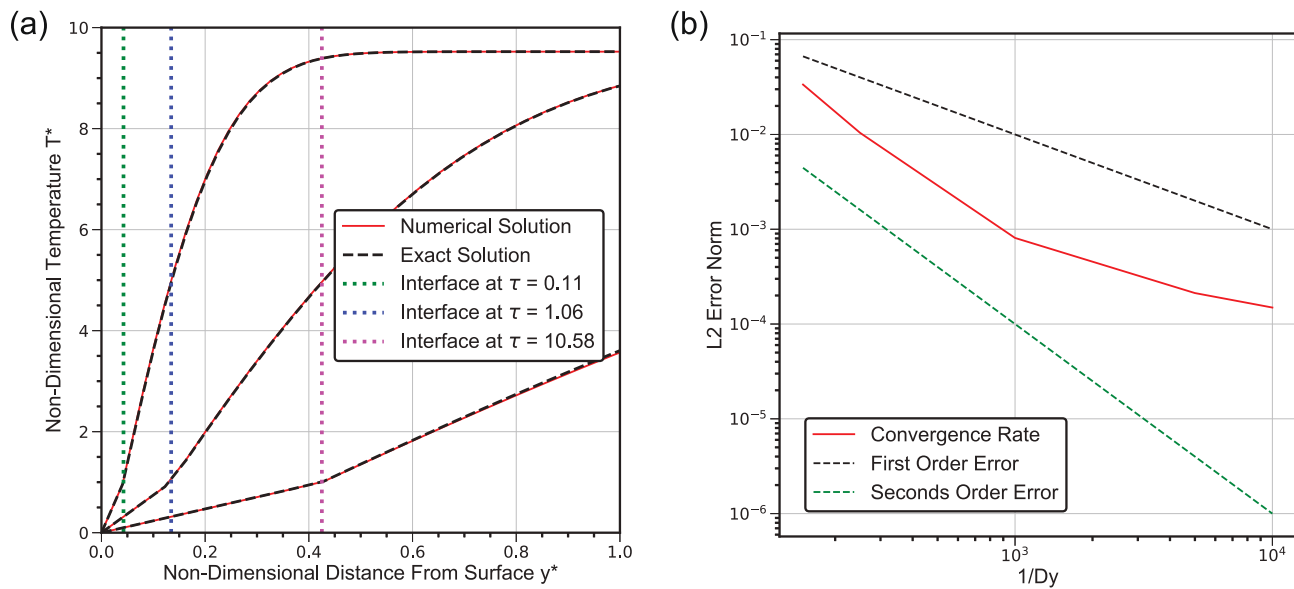 (a)
10
8
6
4
2
0
Non-Dimensional Temperature T*
0.0 0.2 0.4 0.6 0.8 1.0
Non-Dimensional Distance From Surface y*
Numerical Solution
Exact Solution
Interface at τ = 0.11
Interface at τ = 1.06
Interface at τ = 10.58
(b)
10⁻¹
10⁻²
10⁻³
10⁻⁴
10⁻⁵
10⁻⁶
L2 Error Norm
10³ 10⁴
1/Dy
Convergence Rate
First Order Error
Seconds Order Error